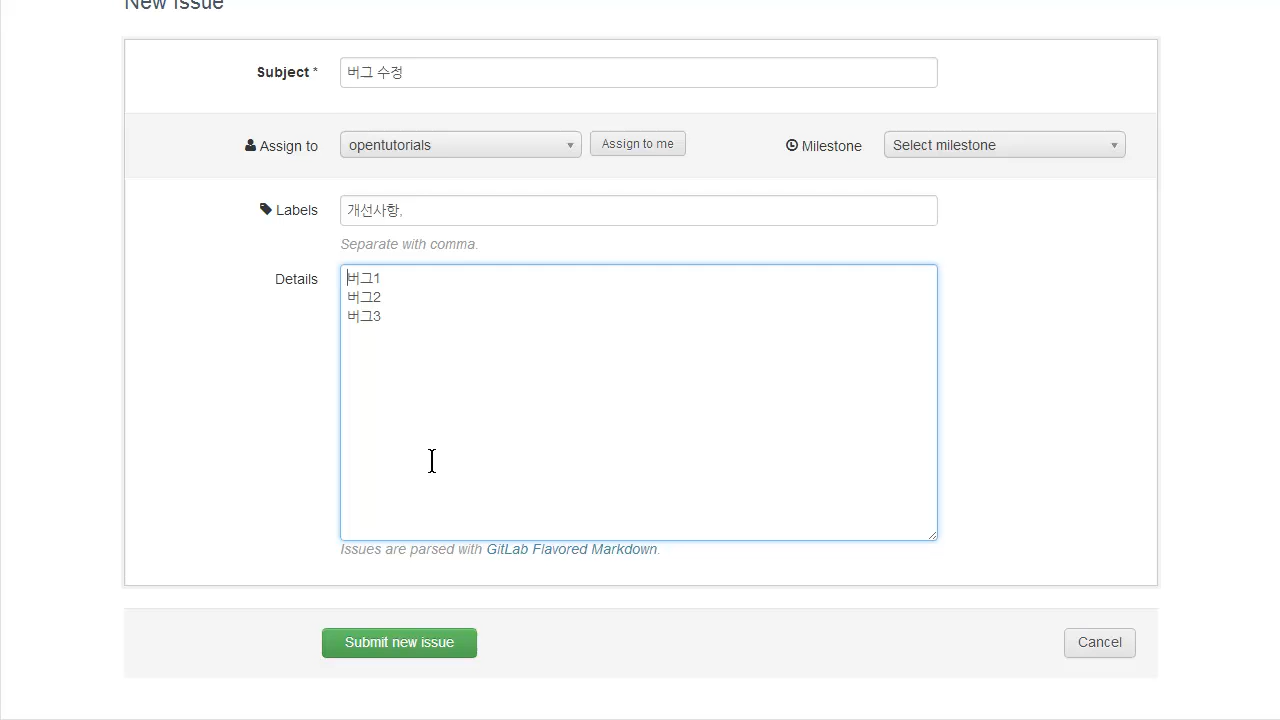 New Issue
Subject * 버그 수정
Assign to opentutorials Assign to me Milestone Select milestone
Labels 개선사항,
Separate with comma.
Details 버그1
버그2
버그3
Issues are parsed with GitLab Flavored Markdown.
Submit new issue Cancel